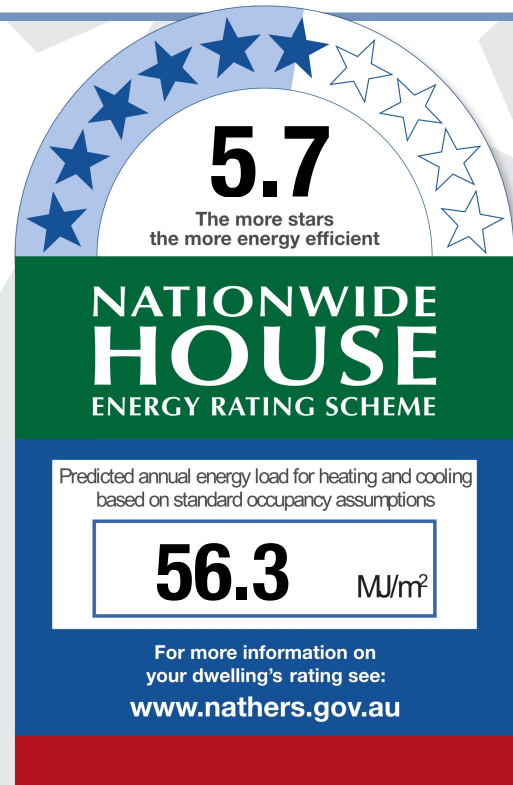 5.7
The more stars
the more energy efficient
NATIONWIDE
HOUSE
ENERGY RATING SCHEME
Predicted annual energy load for heating and cooling
based on standard occupancy assumptions
56.3 MJ/m²
For more information on
your dwelling's rating see:
www.nathers.gov.au